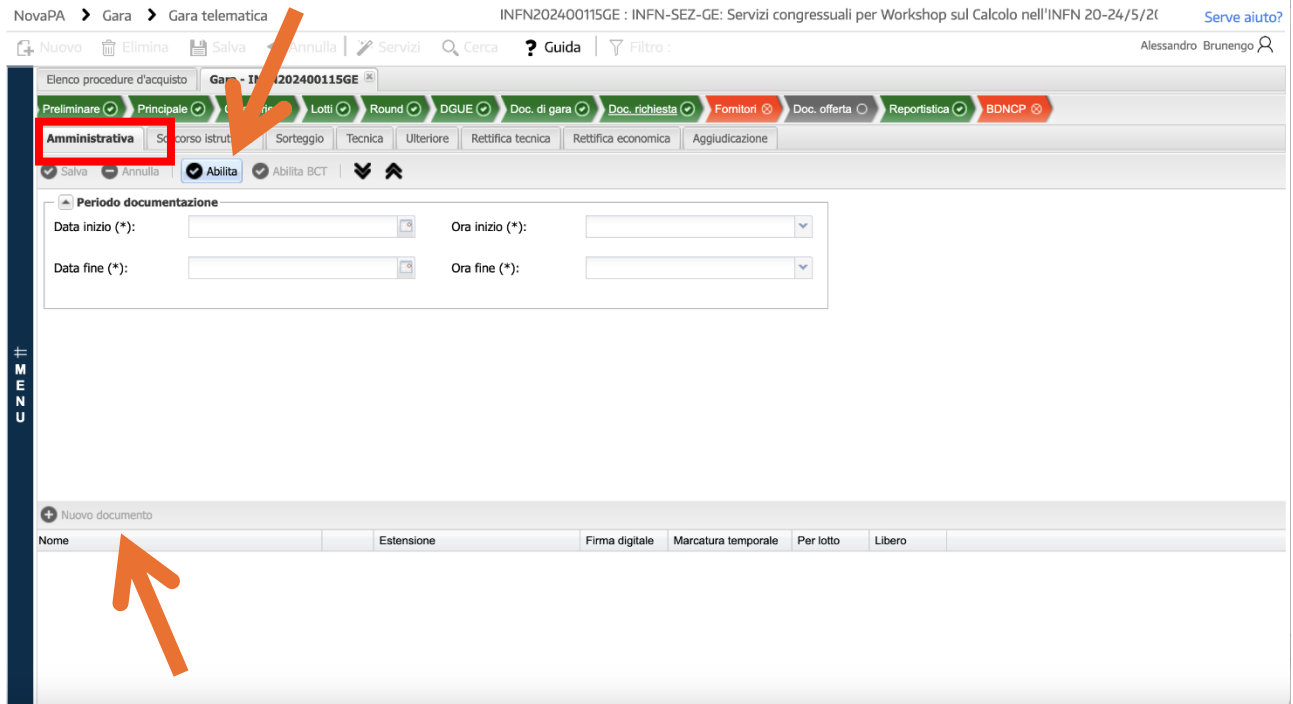 NovaPA Gara Gara telematica INFN202400115GE : INFN-SEZ-GE: Servizi congressuali per Workshop sul Calcolo nell'INFN 20-24/5/20 Serve aiuto?
Nuovo Elimina Salva Annulla Servizi Cerca ? Guida Filtro : Alessandro Brunengo
Elenco procedure d'acquisto Gara - INFN202400115GE
Preliminare Principale Lotti Round DGUE Doc. di gara Doc. richiesta Fornitori Doc. offerta Reportistica BDNCP
Amministrativa Soccorso Sorteggio Tecnica Ulteriore Rettifica tecnica Rettifica economica Aggiudicazione
Salva Annulla Abilita Abilita BCT
Periodo documentazione
Data inizio (*): Ora inizio (*):
Data fine (*): Ora fine (*):
MENU
Nuovo documento
Nome Estensione Firma digitale Marcatura temporale Per lotto Libero